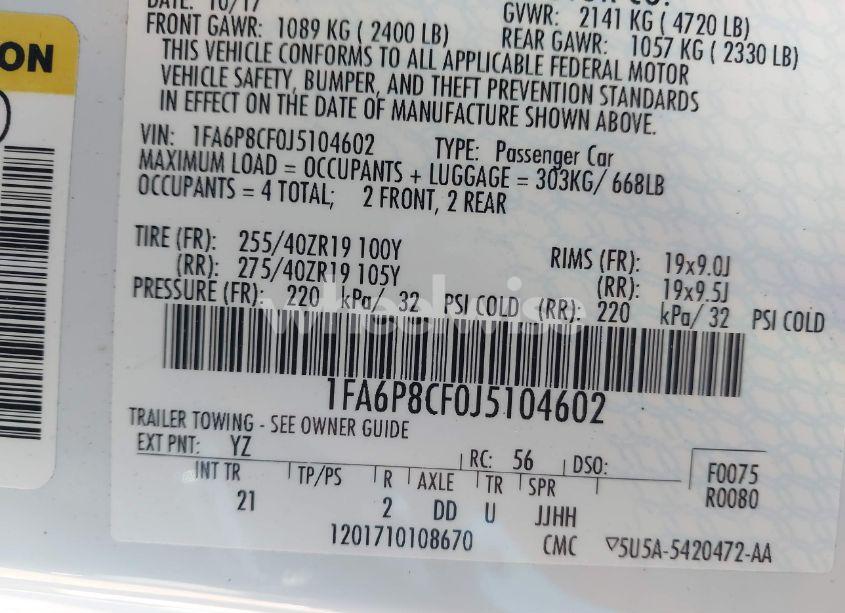 DATE: 10/17
CO.
GVWR: 2141 KG ( 4720 LB)
FRONT GAWR: 1089 KG ( 2400 LB)
REAR GAWR: 1057 KG ( 2330 LB)
THIS VEHICLE CONFORMS TO ALL APPLICABLE FEDERAL MOTOR
VEHICLE SAFETY, BUMPER, AND THEFT PREVENTION STANDARDS
IN EFFECT ON THE DATE OF MANUFACTURE SHOWN ABOVE.
ON
VIN: 1FA6P8CF0J5104602 TYPE: Passenger Car
MAXIMUM LOAD = OCCUPANTS + LUGGAGE = 303KG/ 668LB
OCCUPANTS = 4 TOTAL; 2 FRONT, 2 REAR
TIRE (FR): 255/40ZR19 100Y RIMS (FR): 19x9.0J
(RR): 275/40ZR19 105Y (RR): 19x9.5J
PRESSURE (FR): 220 kPa/ 32 PSI COLD (RR): 220 kPa/ 32 PSI COLD
wheelwise
1FA6P8CF0J5104602
TRAILER TOWING - SEE OWNER GUIDE
EXT PNT: YZ RC: 56 DSO: F0075
R0080
INT TR TP/PS R AXLE TR SPR
21 2 DD U JJHH
1201710108670 CMC ▽5U5A-5420472-AA